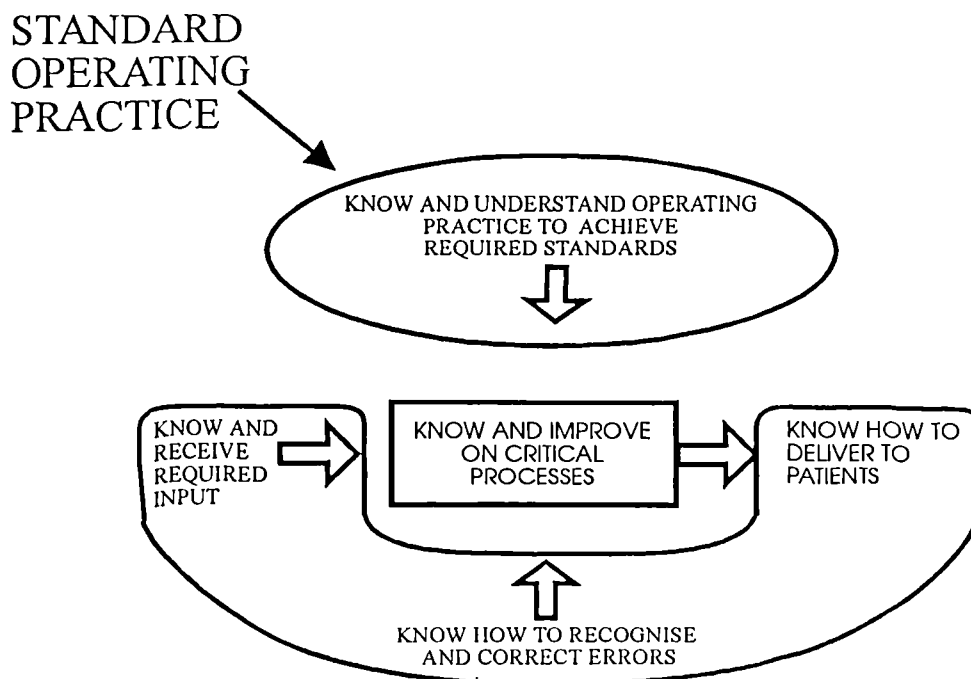 STANDARD
OPERATING
PRACTICE
KNOW AND UNDERSTAND OPERATING
PRACTICE TO ACHIEVE
REQUIRED STANDARDS
KNOW AND
RECEIVE
REQUIRED
INPUT
KNOW AND IMPROVE
ON CRITICAL
PROCESSES
KNOW HOW TO
DELIVER TO
PATIENTS
KNOW HOW TO RECOGNISE
AND CORRECT ERRORS